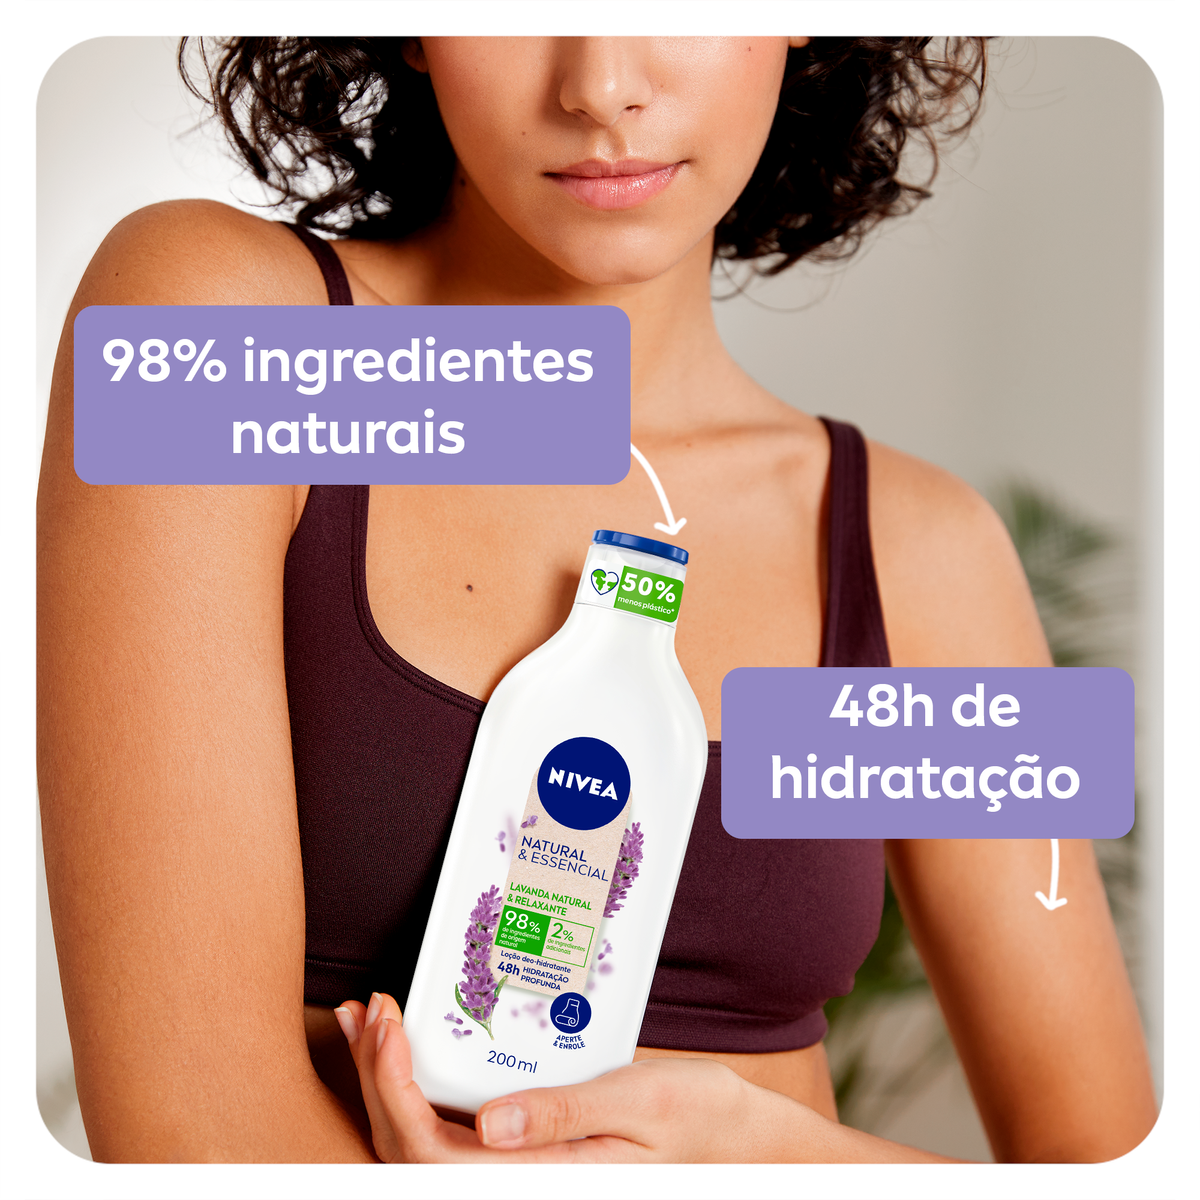 98% ingredientes
naturais
50%
menos plástico*
48h de
hidratação
NIVEA
NATURAL
& ESSENCIAL
LAVANDA NATURAL
& RELAXANTE
98%
de ingredientes
de origem
natural
2%
de ingredientes
adicionais
Loção deo-hidratante
48h HIDRATAÇÃO
PROFUNDA
APERTE
& ENROLE
200ml